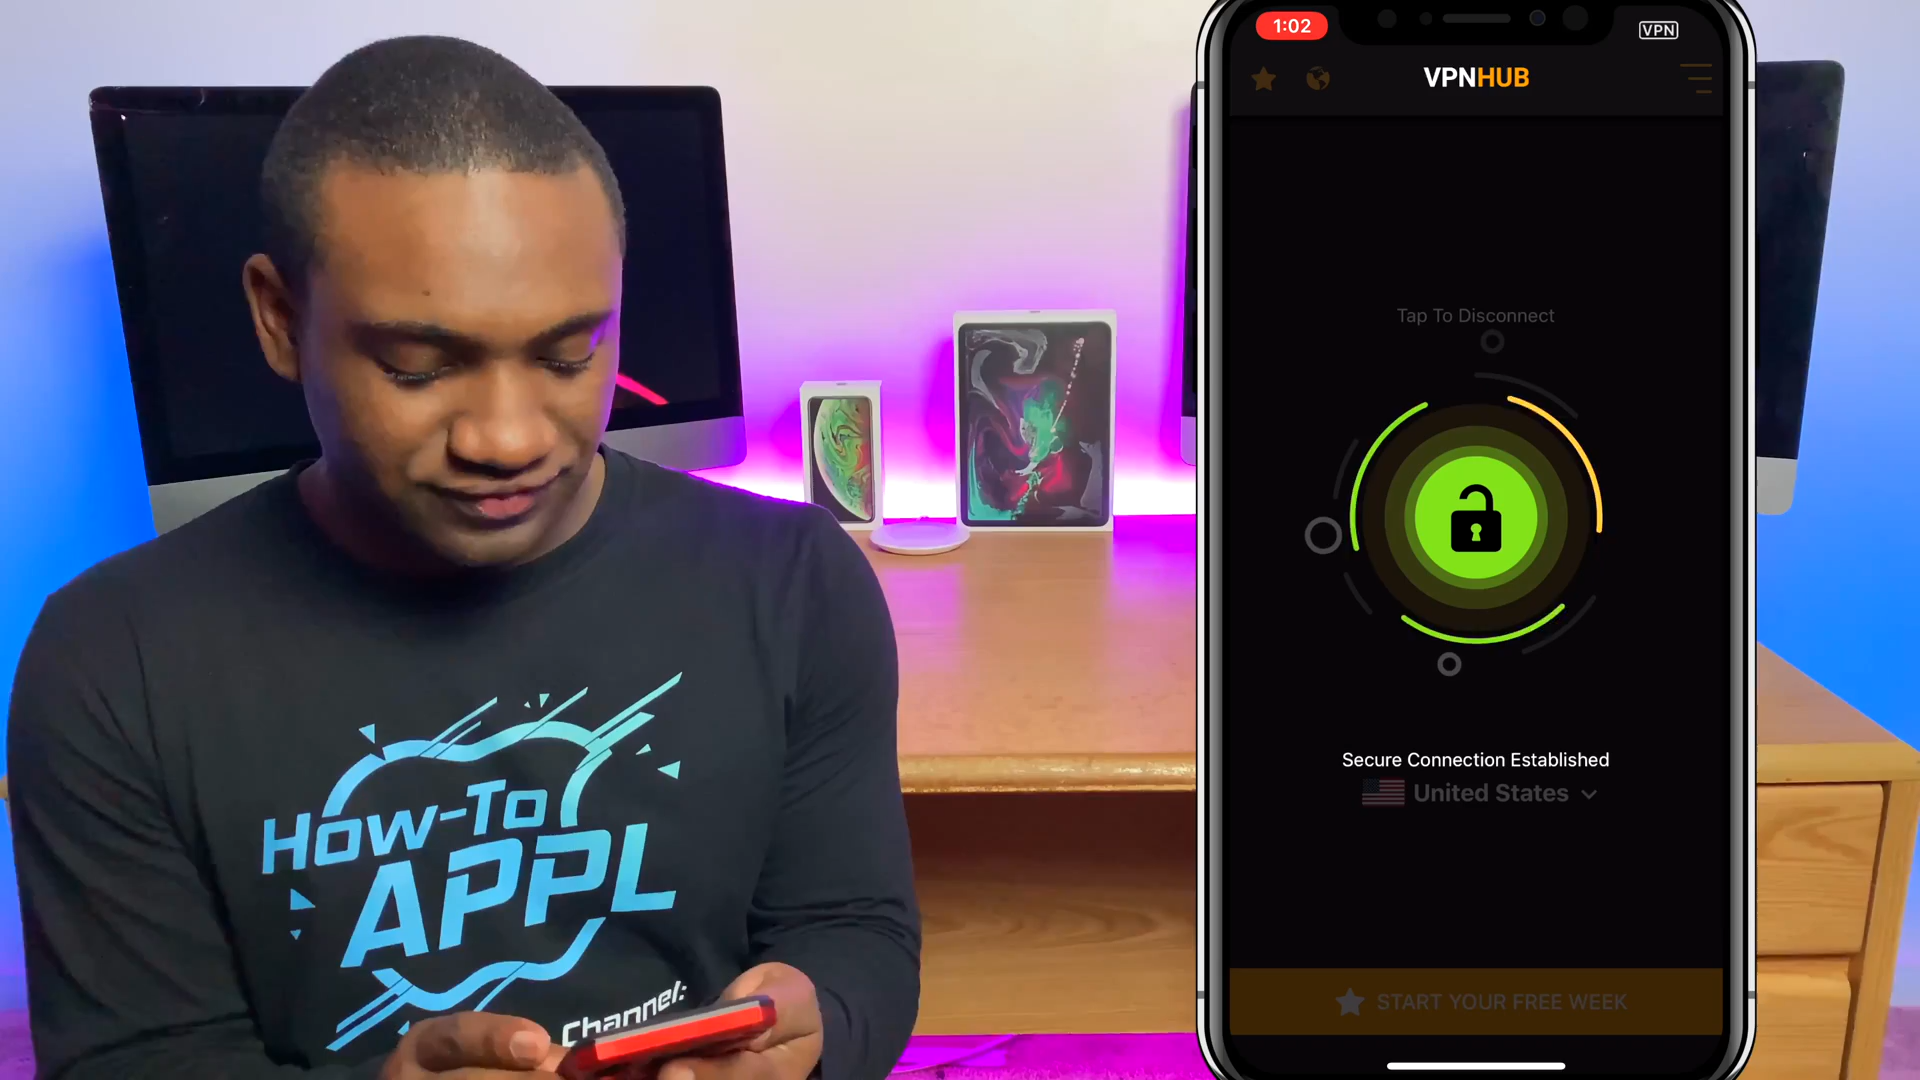 How-To
APPL
Channel:
1:02
VPN
VPNHUB
Tap To Disconnect
Secure Connection Established
United States
START YOUR FREE WEEK